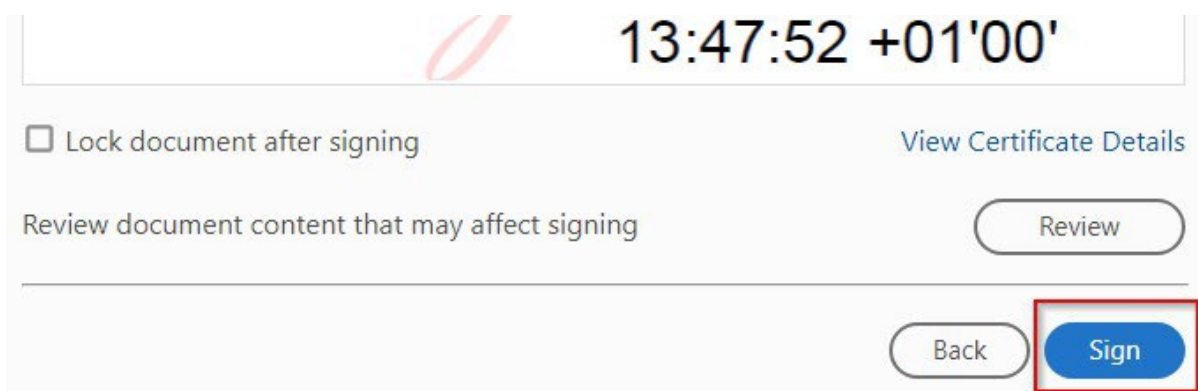 13:47:52 +01'00'
Lock document after signing View Certificate Details
Review document content that may affect signing Review
Back Sign